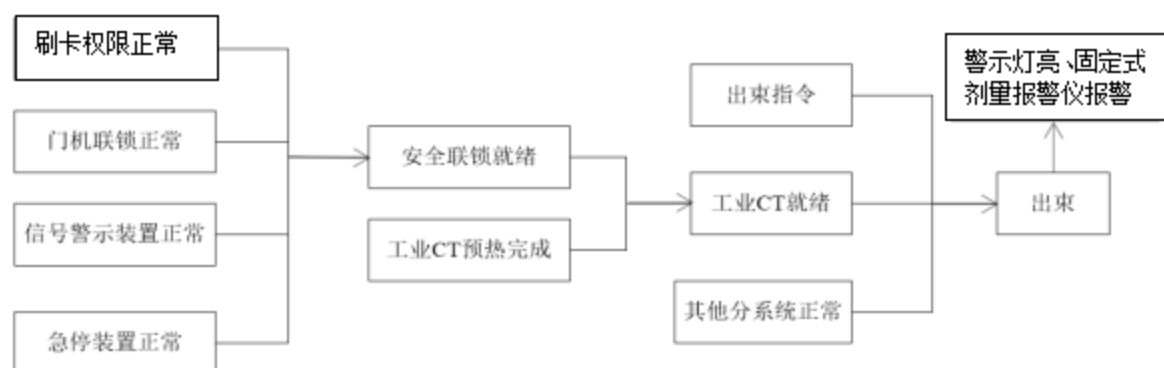 刷卡权限正常
门机联锁正常
信号警示装置正常
急停装置正常
安全联锁就绪
工业CT预热完成
出束指令
工业CT就绪
其他分系统正常
警示灯亮、固定式
剂量报警仪报警
出束